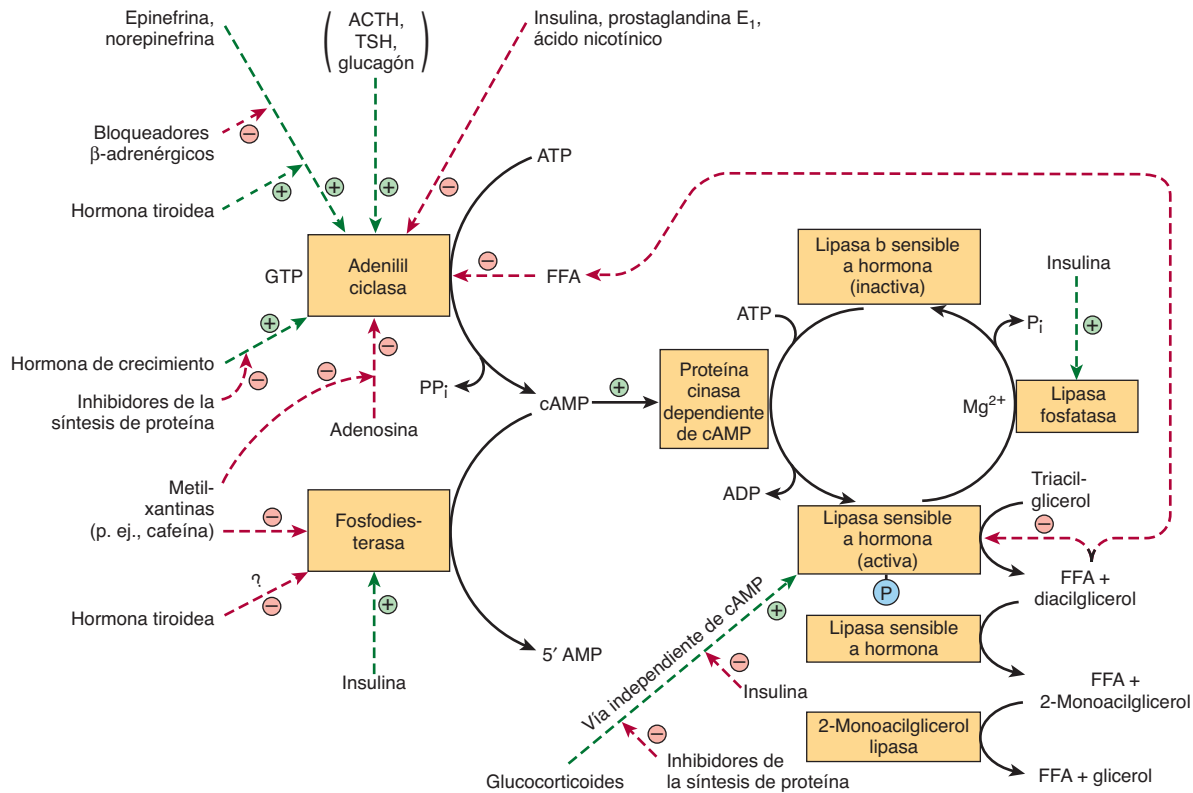 Epinefrina,
norepinefrina
ACTH,
TSH,
glucagón
Insulina, prostaglandina E1,
ácido nicotínico
Bloqueadores
β-adrenérgicos
−
Hormona tiroidea
+
+
+
−
ATP
GTP
Adenilil
ciclasa
−
FFA
Hormona de crecimiento
+
−
Inhibidores de la
síntesis de proteína
−
−
Adenosina
PPi
cAMP
+
Proteína
cinasa
dependiente
de cAMP
ATP
ADP
Lipasa b sensible
a hormona
(inactiva)
Pi
Mg2+
Insulina
+
Lipasa
fosfatasa
Metil-
xantinas
(p. ej., cafeína)
−
Fosfodies-
terasa
Hormona tiroidea
?
−
+
Insulina
5′ AMP
Lipasa sensible
a hormona
(activa)
P
Triacil-
glicerol
−
FFA +
diacilglicerol
Lipasa sensible
a hormona
FFA +
2-Monoacilglicerol
2-Monoacilglicerol
lipasa
FFA + glicerol
Vía independiente de cAMP
+
−
Insulina
−
Inhibidores de
la síntesis de proteína
Glucocorticoides